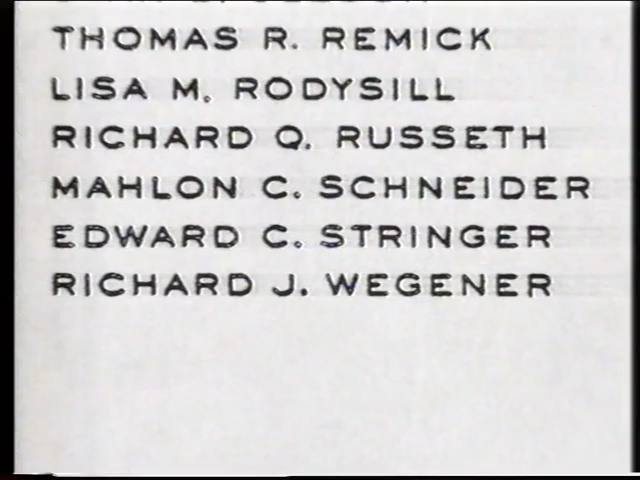 THOMAS R. REMICK
LISA M. RODYSILL
RICHARD Q. RUSSETH
MAHLON C. SCHNEIDER
EDWARD C. STRINGER
RICHARD J. WEGENER